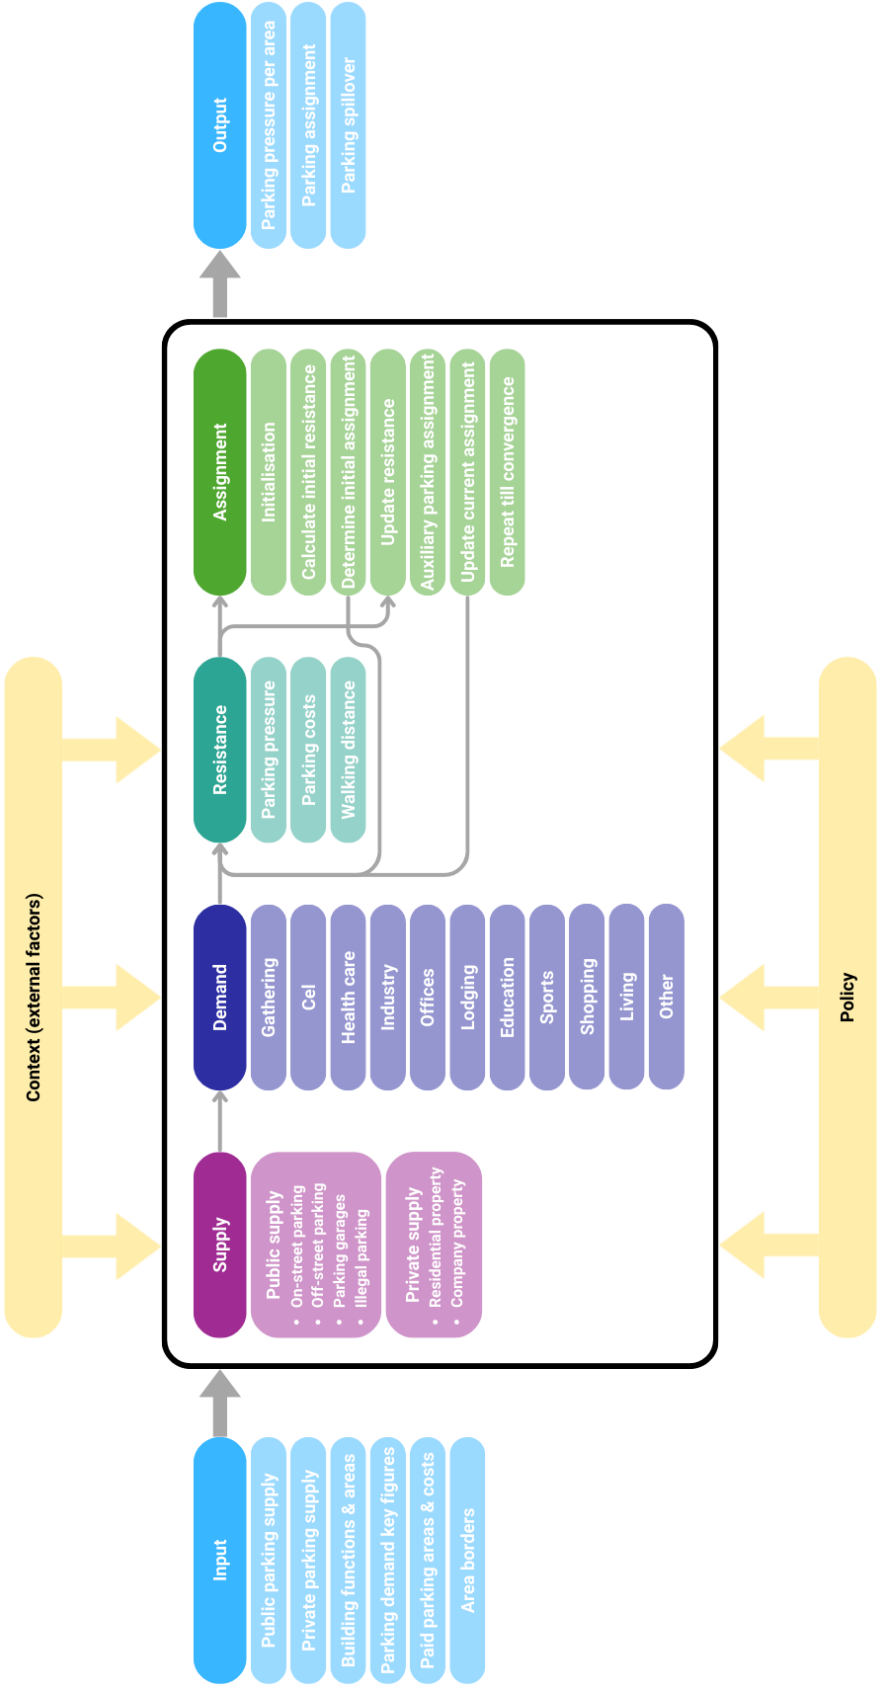 Context (external factors)
Input
Public parking supply
Private parking supply
Building functions & areas
Parking demand key figures
Paid parking areas & costs
Area borders
Supply
Public supply
• On-street parking
• Off-street parking
• Parking garages
• Illegal parking
Private supply
• Residential property
• Company property
Demand
Gathering
Cel
Health care
Industry
Offices
Lodging
Education
Sports
Shopping
Living
Other
Resistance
Parking pressure
Parking costs
Walking distance
Assignment
Initialisation
Calculate initial resistance
Determine initial assignment
Update resistance
Auxiliary parking assignment
Update current assignment
Repeat till convergence
Output
Parking pressure per area
Parking assignment
Parking spillover
Policy